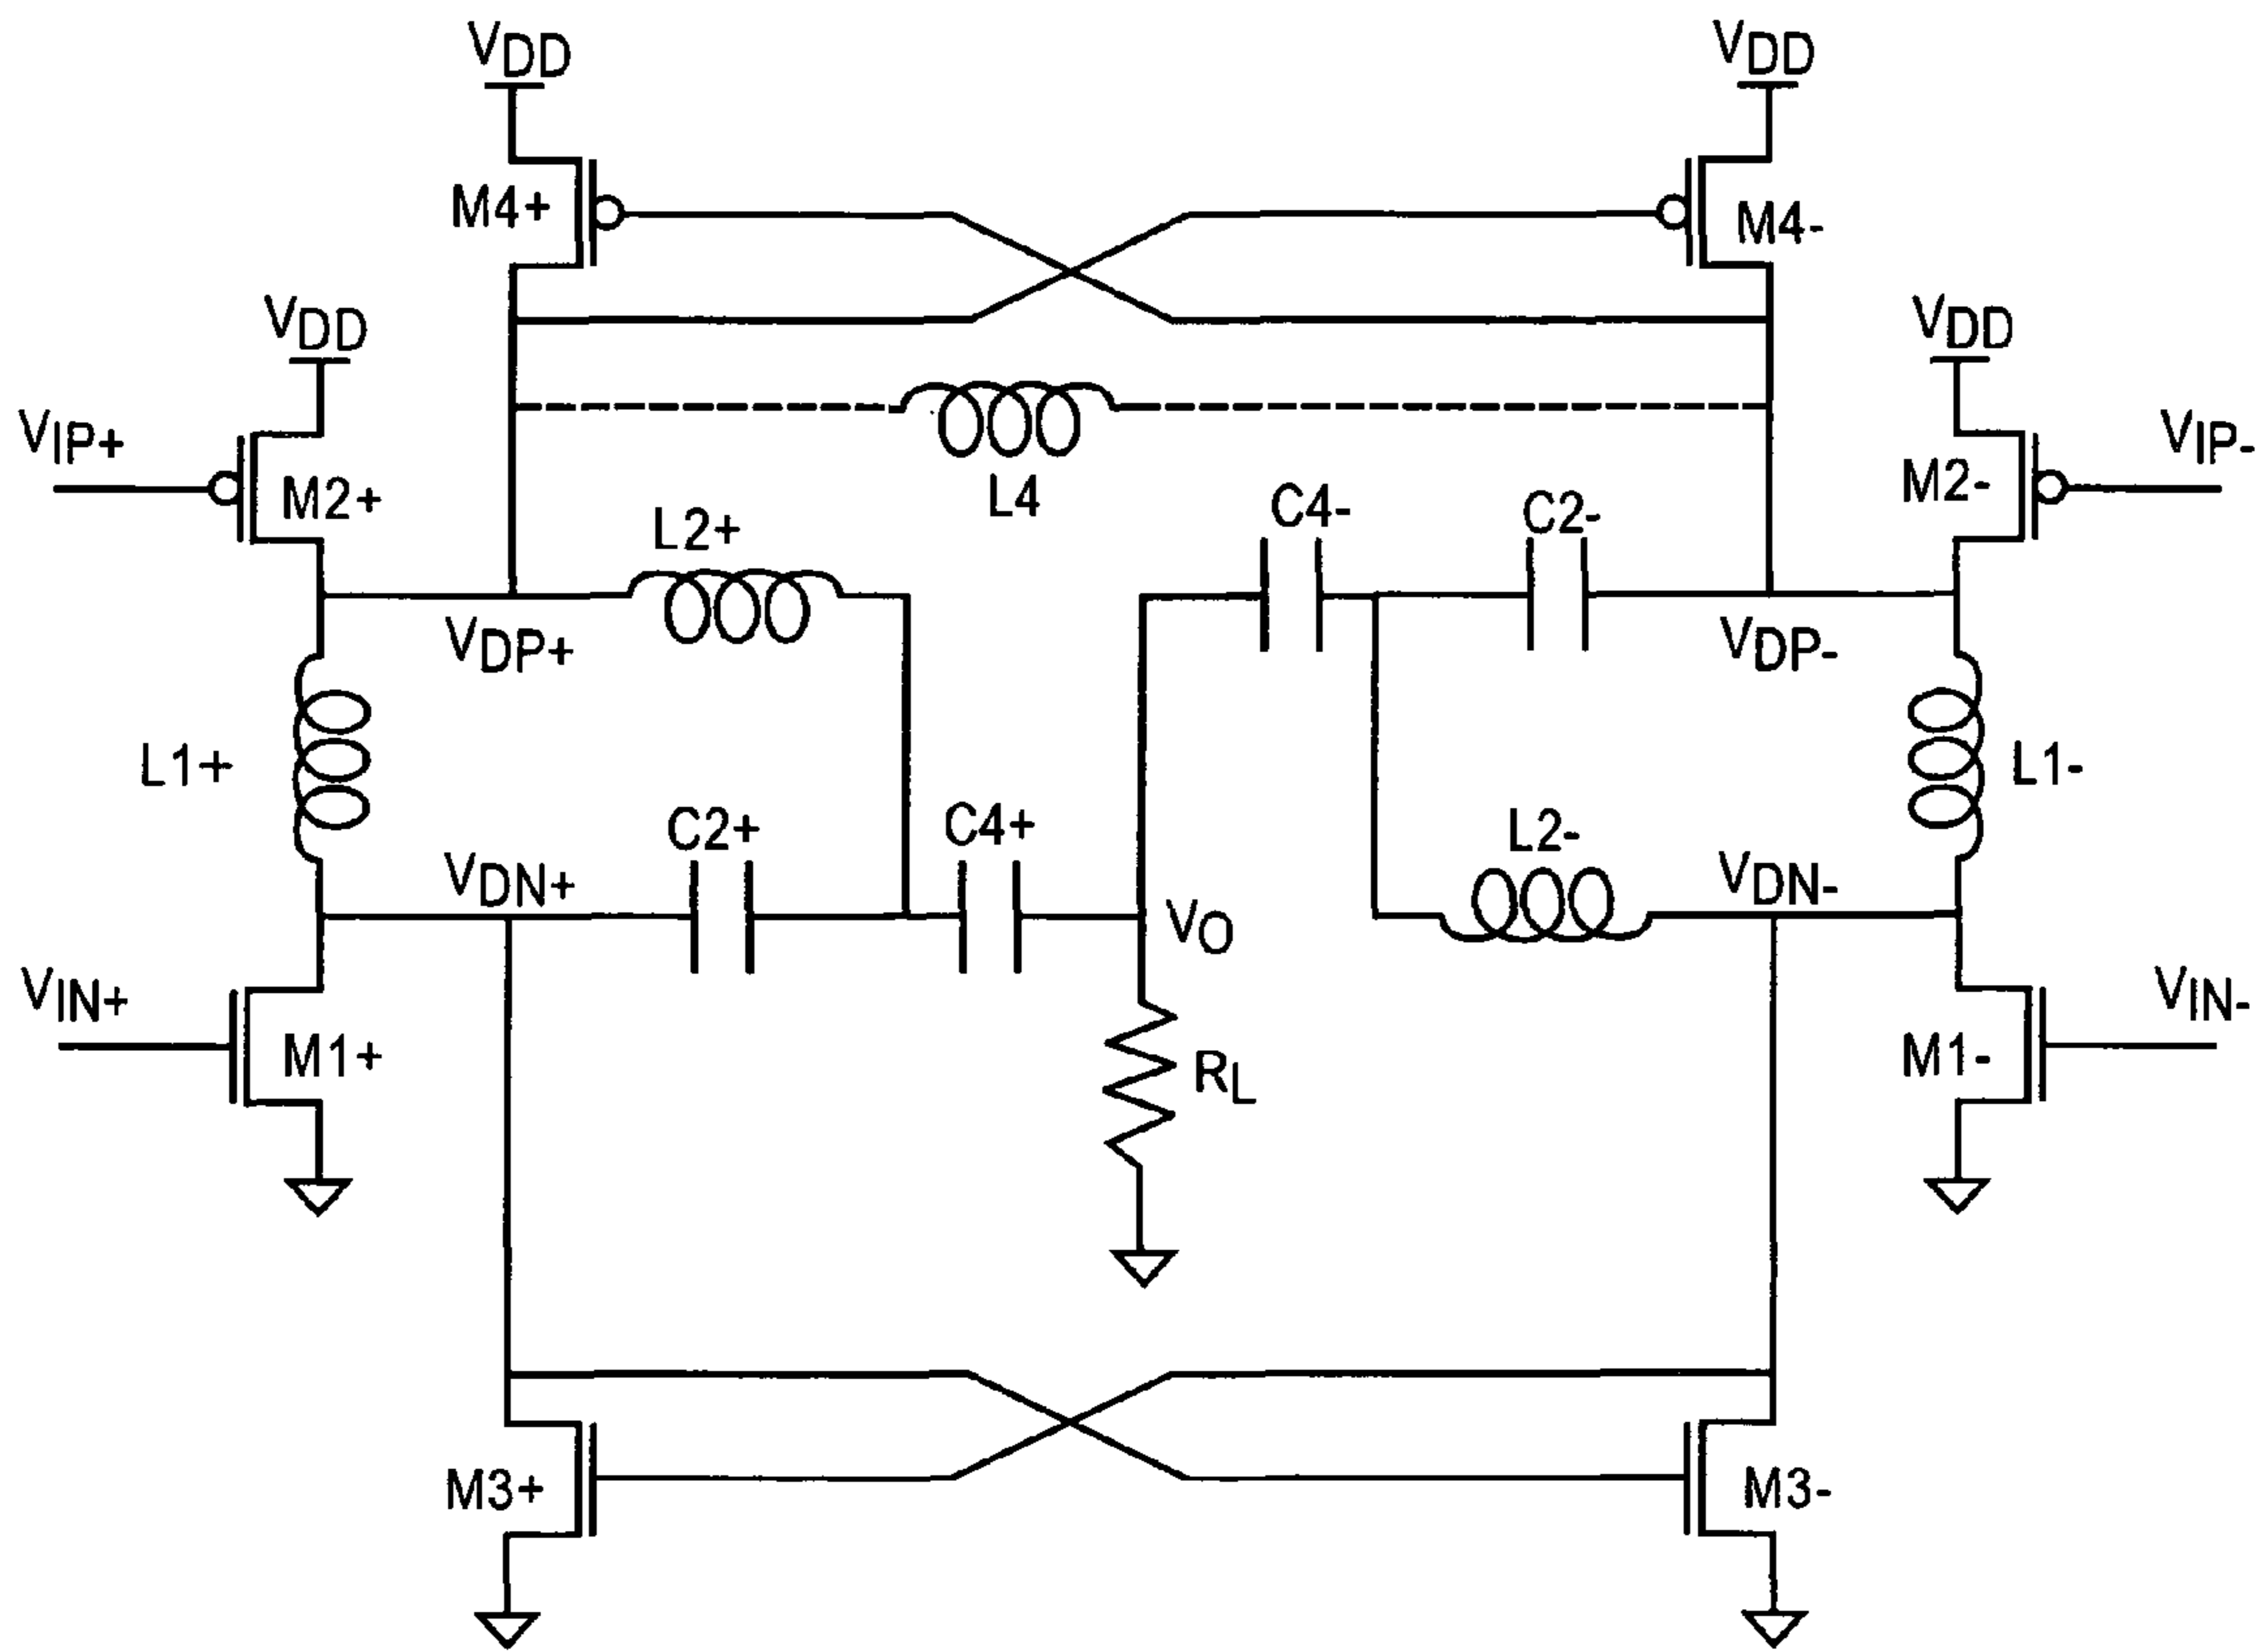 VDD
VDD
M4+
M4-
VDD
VDD
VIP+
VIP-
M2+
M2-
L4
C4-
C2-
L2+
VDP+
VDP-
L1+
L1-
C2+
C4+
L2-
VDN+
VDN-
VO
VIN+
VIN-
M1+
M1-
RL
M3+
M3-